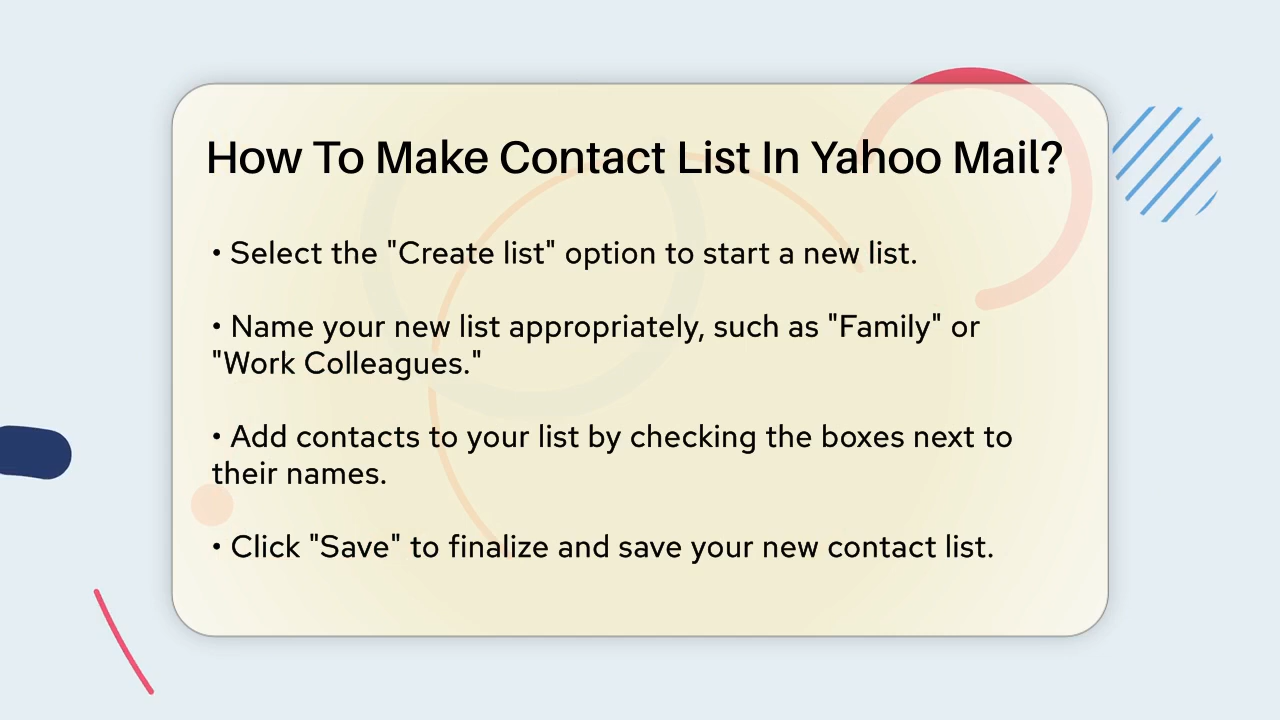 How To Make Contact List In Yahoo Mail?
• Select the "Create list" option to start a new list.
• Name your new list appropriately, such as "Family" or
"Work Colleagues."
• Add contacts to your list by checking the boxes next to
their names.
• Click "Save" to finalize and save your new contact list.